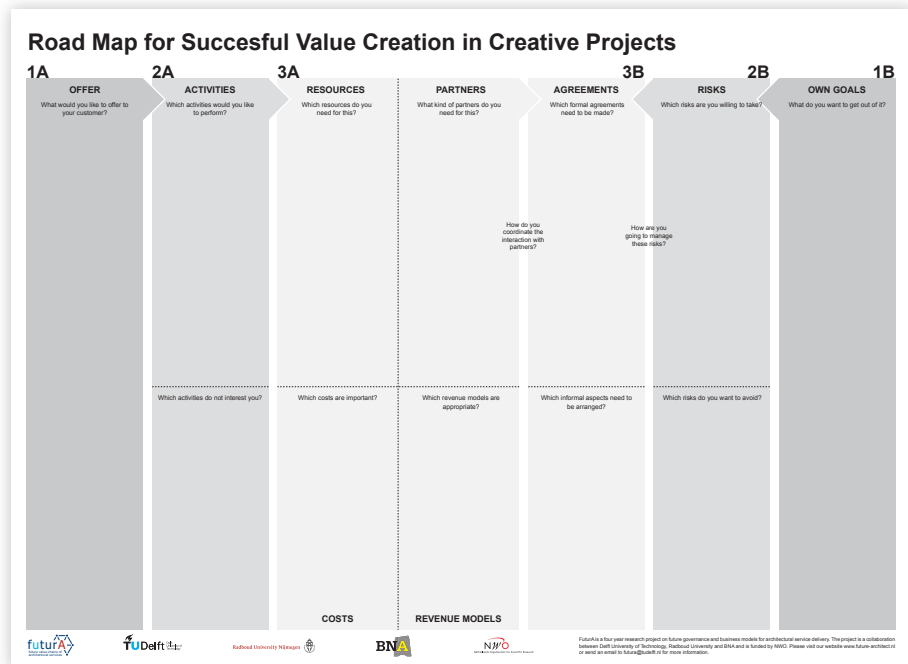 Road Map for Succesful Value Creation in Creative Projects
1A
2A
3A
3B
2B
1B
OFFER
What would you like to offer to
your customer?
ACTIVITIES
Which activities would you like
to perform?
RESOURCES
Which resources do you
need for this?
PARTNERS
What kind of partners do you
need for this?
AGREEMENTS
Which formal agreements
need to be made?
RISKS
Which risks are you willing to take?
OWN GOALS
What do you want to get out of it?
How do you
coordinate the
interaction with
partners?
How are you
going to manage
these risks?
Which activities do not interest you?
Which costs are important?
Which revenue models are
appropriate?
Which informal aspects need to
be arranged?
Which risks do you want to avoid?
COSTS
REVENUE MODELS
futurA
TU Delft
Radboud University Nijmegen
BNA
NWO
FuturA is a four year research project on future governance and business models for architectural service delivery. The project is a collaboration
between Delft University of Technology, Radboud University and BNA and is funded by NWO. Please visit our website www.future-architect.nl
or send an email to futura@tudelft.nl for more information.